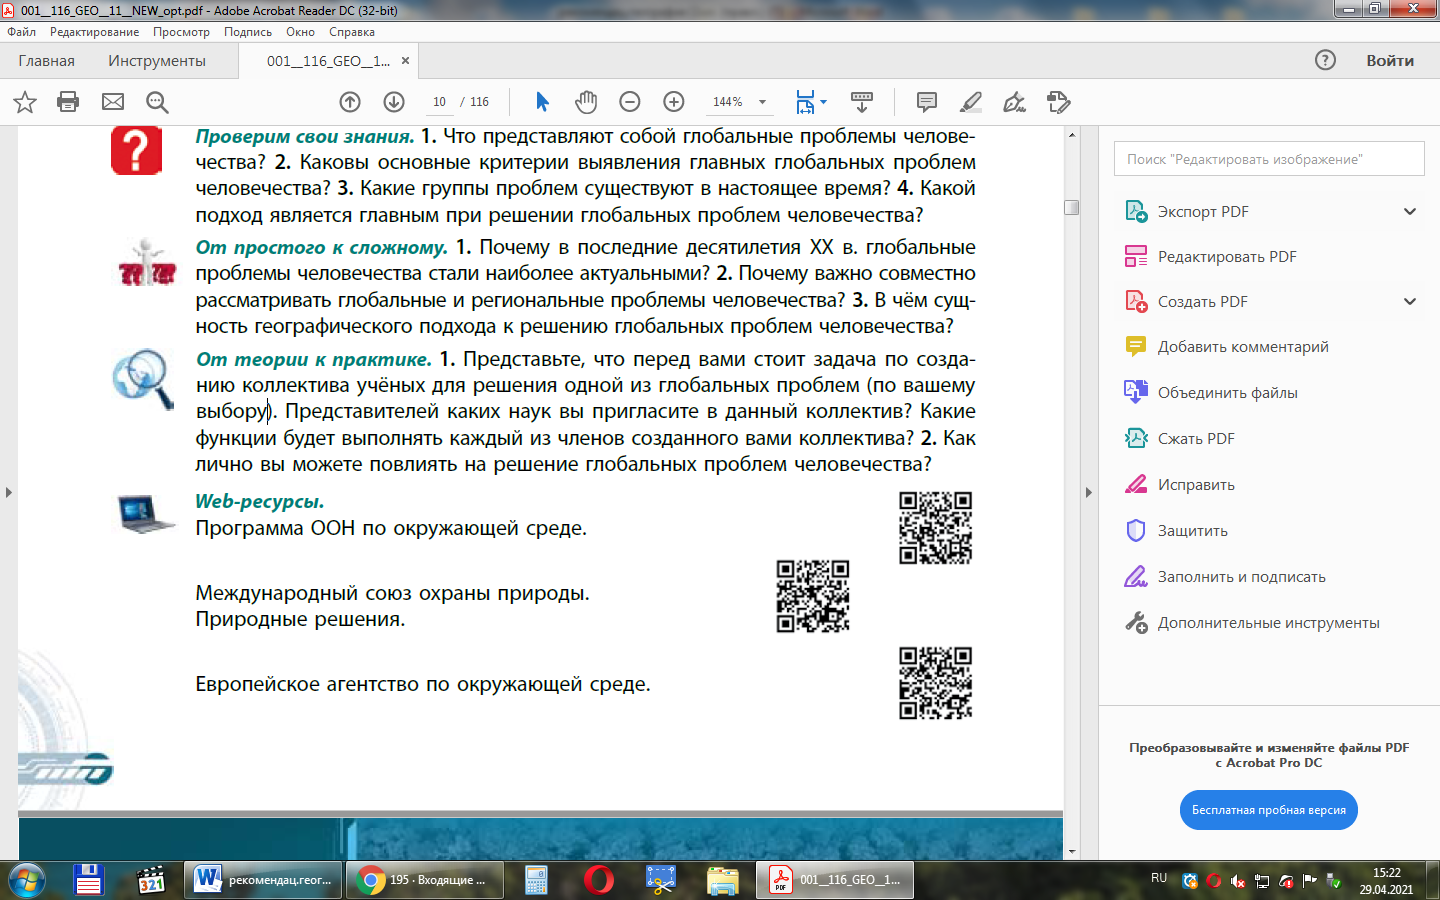 001__116_GEO__11__NEW_opt.pdf - Adobe Acrobat Reader DC (32-bit)
Файл Редактирование Просмотр Подпись Окно Справка
Главная Инструменты 001__116_GEO__1... × Войти
10 / 116 144%
Проверим свои знания. 1. Что представляют собой глобальные проблемы челове-
чества? 2. Каковы основные критерии выявления главных глобальных проблем
человечества? 3. Какие группы проблем существуют в настоящее время? 4. Какой
подход является главным при решении глобальных проблем человечества?
От простого к сложному. 1. Почему в последние десятилетия XX в. глобальные
проблемы человечества стали наиболее актуальными? 2. Почему важно совместно
рассматривать глобальные и региональные проблемы человечества? 3. В чём сущ-
ность географического подхода к решению глобальных проблем человечества?
От теории к практике. 1. Представьте, что перед вами стоит задача по созда-
нию коллектива учёных для решения одной из глобальных проблем (по вашему
выбору). Представителей каких наук вы пригласите в данный коллектив? Какие
функции будет выполнять каждый из членов созданного вами коллектива? 2. Как
лично вы можете повлиять на решение глобальных проблем человечества?
Web-ресурсы.
Программа ООН по окружающей среде.
Международный союз охраны природы.
Природные решения.
Европейское агентство по окружающей среде.
Поиск "Редактировать изображение"
Экспорт PDF
Редактировать PDF
Создать PDF
Добавить комментарий
Объединить файлы
Сжать PDF
Исправить
Защитить
Заполнить и подписать
Дополнительные инструменты
Преобразовывайте и изменяйте файлы PDF
с Acrobat Pro DC
Бесплатная пробная версия
321
рекомендац.геог...
195 · Входящие ...
001__116_GEO__1...
RU
15:22
29.04.2021